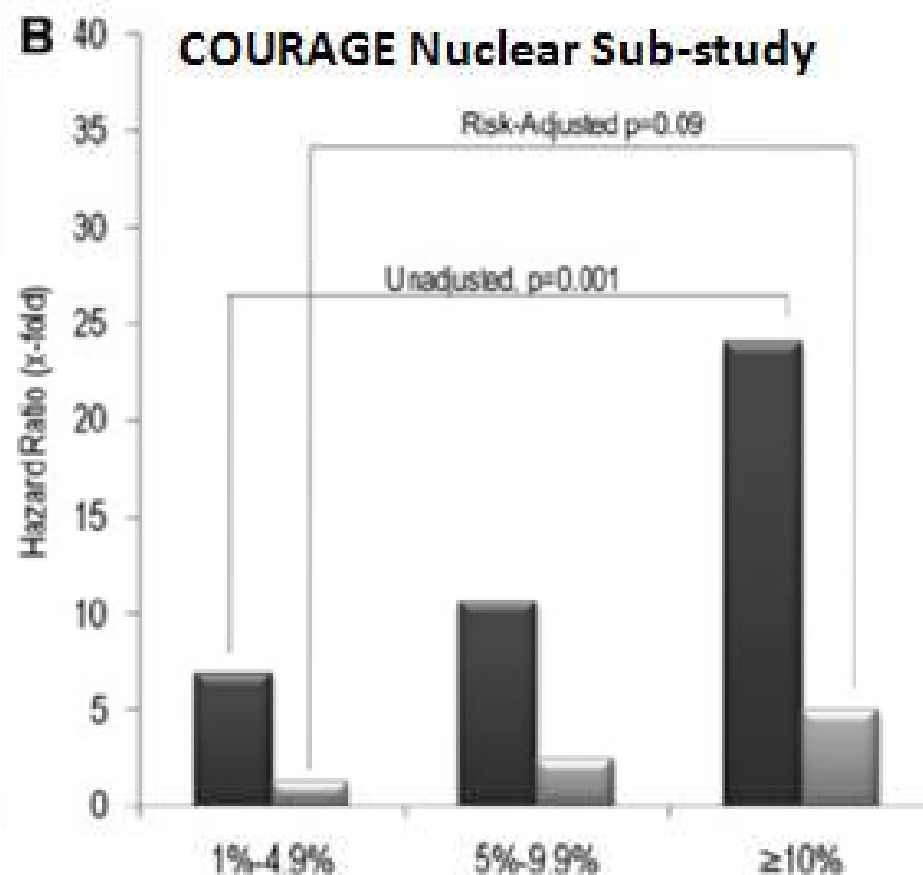 B
COURAGE Nuclear Sub-study
Hazard Ratio (x-fold)
40
35
30
25
20
15
10
5
0
Risk-Adjusted p=0.09
Unadjusted, p=0.001
1%-4.9%
5%-9.9%
≥10%